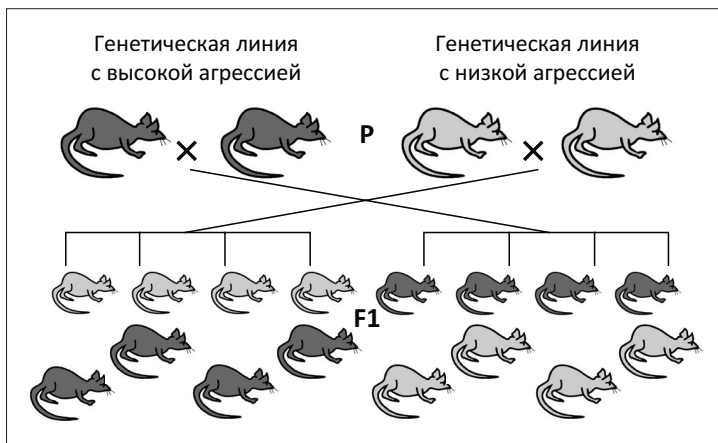 Генетическая линия
с высокой агрессией
Генетическая линия
с низкой агрессией
P
F1